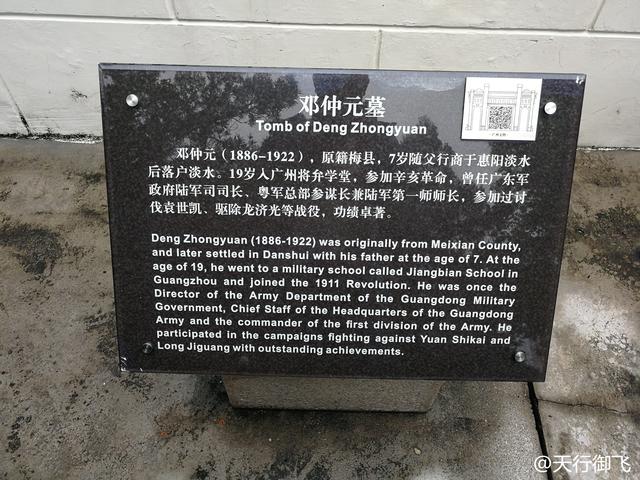 邓仲元墓
Tomb of Deng Zhongyuan
邓仲元（1886-1922），原籍梅县，7岁随父行商于惠阳淡水
后落户淡水。19岁入广州将弁学堂，参加辛亥革命，曾任广东军
政府陆军司司长、粤军总部参谋长兼陆军第一师师长，参加过讨
伐袁世凯、驱除龙济光等战役，功绩卓著。
Deng Zhongyuan (1886-1922) was originally from Meixian County,
and later settled in Danshui with his father at the age of 7. At the
age of 19, he went to a military school called Jiangbian School in
Guangzhou and joined the 1911 Revolution. He was once the
Director of the Army Department of the Guangdong Military
Government, Chief Staff of the Headquarters of the Guangdong
Army and the commander of the first division of the Army. He
participated in the campaigns fighting against Yuan Shikai and
Long Jiguang with outstanding achievements.
@天行御飞